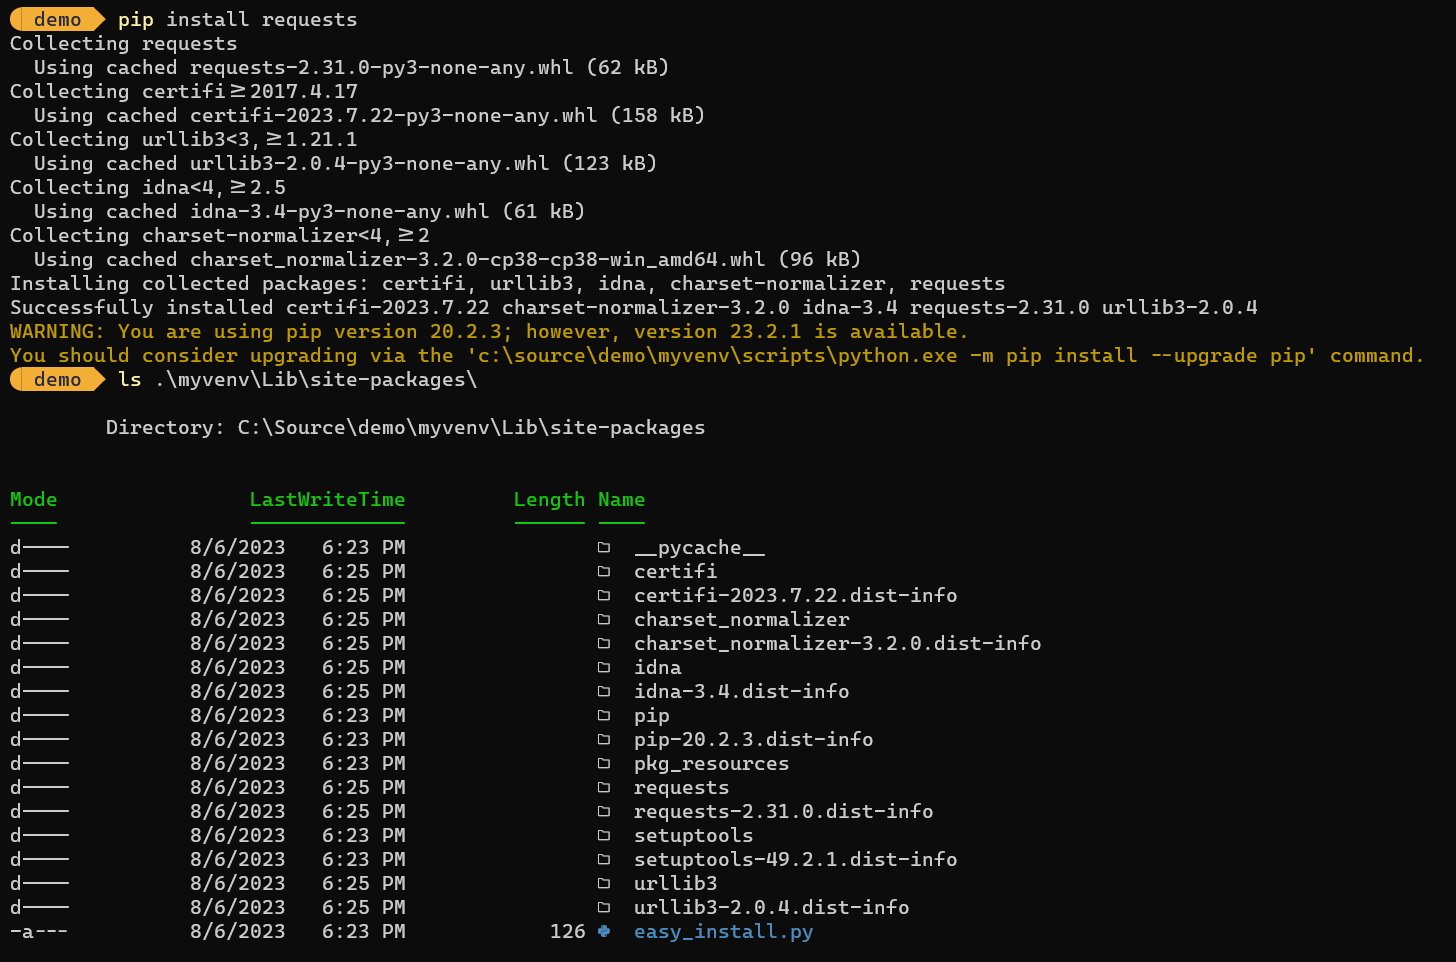 demo pip install requests
Collecting requests
  Using cached requests-2.31.0-py3-none-any.whl (62 kB)
Collecting certifi≥2017.4.17
  Using cached certifi-2023.7.22-py3-none-any.whl (158 kB)
Collecting urllib3<3,≥1.21.1
  Using cached urllib3-2.0.4-py3-none-any.whl (123 kB)
Collecting idna<4,≥2.5
  Using cached idna-3.4-py3-none-any.whl (61 kB)
Collecting charset-normalizer<4,≥2
  Using cached charset_normalizer-3.2.0-cp38-cp38-win_amd64.whl (96 kB)
Installing collected packages: certifi, urllib3, idna, charset-normalizer, requests
Successfully installed certifi-2023.7.22 charset-normalizer-3.2.0 idna-3.4 requests-2.31.0 urllib3-2.0.4
WARNING: You are using pip version 20.2.3; however, version 23.2.1 is available.
You should consider upgrading via the 'c:\source\demo\myvenv\scripts\python.exe -m pip install --upgrade pip' command.
demo ls .\myvenv\Lib\site-packages\
Directory: C:\Source\demo\myvenv\Lib\site-packages
Mode LastWriteTime Length Name
---- ------------- ------ ----
d---- 8/6/2023 6:23 PM __pycache__
d---- 8/6/2023 6:25 PM certifi
d---- 8/6/2023 6:25 PM certifi-2023.7.22.dist-info
d---- 8/6/2023 6:25 PM charset_normalizer
d---- 8/6/2023 6:25 PM charset_normalizer-3.2.0.dist-info
d---- 8/6/2023 6:25 PM idna
d---- 8/6/2023 6:25 PM idna-3.4.dist-info
d---- 8/6/2023 6:23 PM pip
d---- 8/6/2023 6:23 PM pip-20.2.3.dist-info
d---- 8/6/2023 6:23 PM pkg_resources
d---- 8/6/2023 6:25 PM requests
d---- 8/6/2023 6:25 PM requests-2.31.0.dist-info
d---- 8/6/2023 6:23 PM setuptools
d---- 8/6/2023 6:23 PM setuptools-49.2.1.dist-info
d---- 8/6/2023 6:25 PM urllib3
d---- 8/6/2023 6:25 PM urllib3-2.0.4.dist-info
-a--- 8/6/2023 6:23 PM 126 easy_install.py